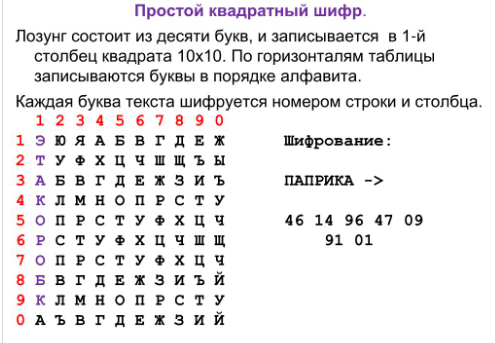 Простой квадратный шифр.
Лозунг состоит из десяти букв, и записывается в 1-й
столбец квадрата 10х10. По горизонталям таблицы
записываются буквы в порядке алфавита.
Каждая буква текста шифруется номером строки и столбца.
1 2 3 4 5 6 7 8 9 0
1 Э Ю Я А Б В Г Д Е Ж Шифрование:
2 Т У Ф Х Ц Ч Ш Щ Ъ Ы
3 А Б В Г Д Е Ж З И Ъ ПАПРИКА ->
4 К Л М Н О П Р С Т У
5 О П Р С Т У Ф Х Ц Ч 46 14 96 47 09
6 Р С Т У Ф Х Ц Ч Ш Щ 91 01
7 О П Р С Т У Ф Х Ц Ч
8 Б В Г Д Е Ж З И Ъ Й
9 К Л М Н О П Р С Т У
0 А Ъ В Г Д Е Ж З И Й